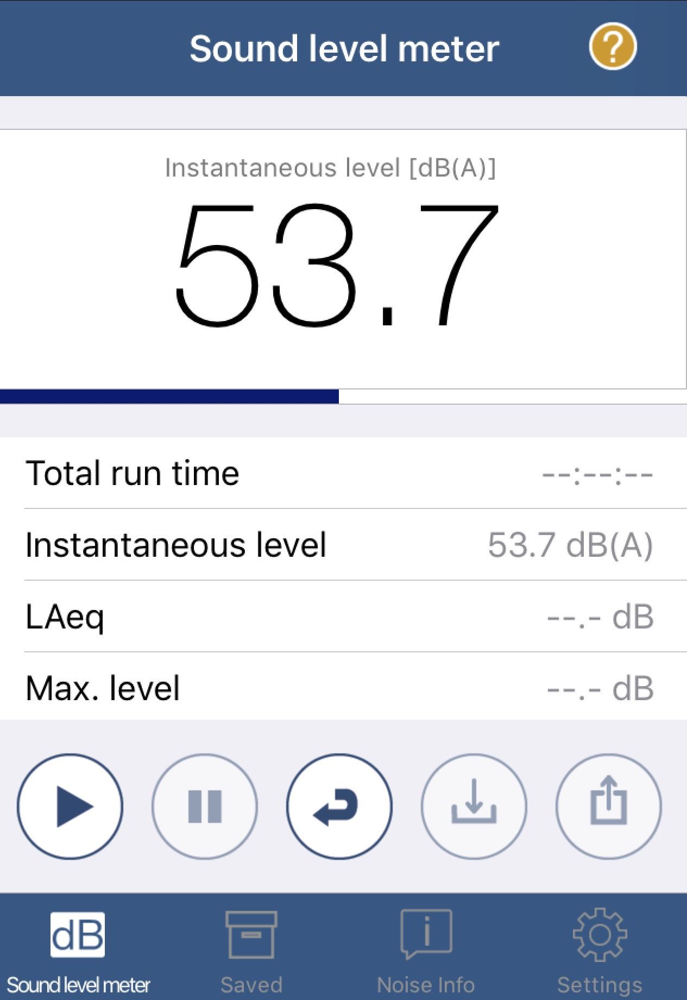 Sound level meter
?
Instantaneous level [dB(A)]
53.7
Total run time --:--:--
Instantaneous level 53.7 dB(A)
LAeq --.- dB
Max. level --.- dB
dB
i
Sound level meter Saved Noise Info Settings